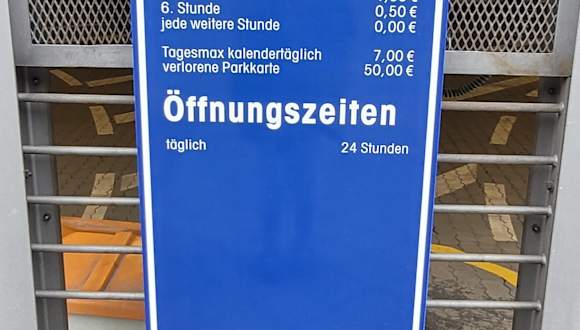 6. Stunde 0,50 €
jede weitere Stunde 0,00 €
Tagesmax kalendertäglich 7,00 €
verlorene Parkkarte 50,00 €
Öffnungszeiten
täglich 24 Stunden